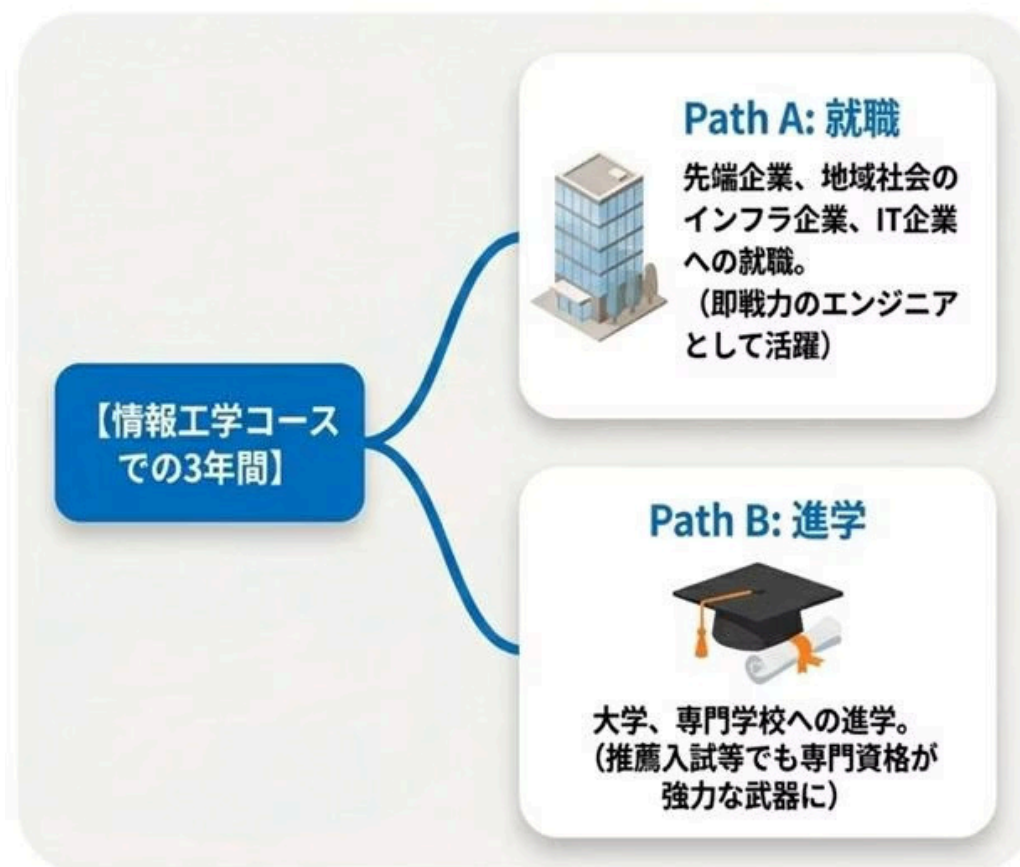 【情報工学コース
での3年間】
Path A: 就職
先端企業、地域社会の
インフラ企業、IT企業
への就職。
（即戦力のエンジニア
として活躍）
Path B: 進学
大学、専門学校への進学。
（推薦入試等でも専門資格が
強力な武器に）